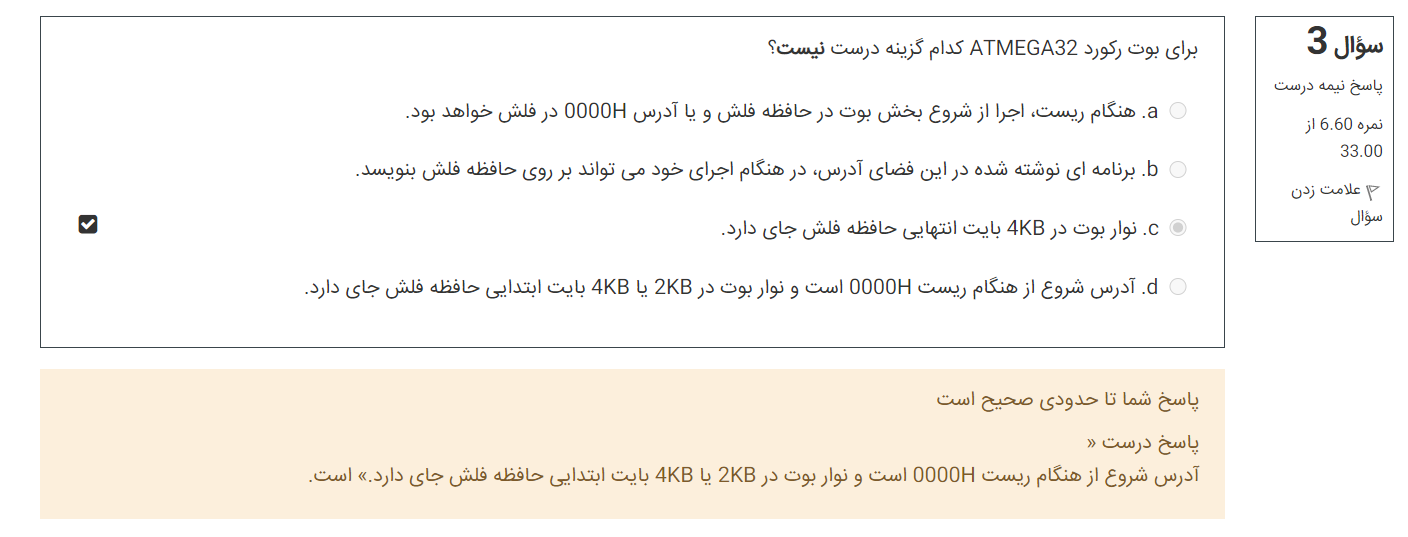 سؤال 3
پاسخ نیمه درست
نمره 6.60 از
33.00
علامت زدن
سؤال
برای بوت رکورد ATMEGA32 کدام گزینه درست نیست؟
a. هنگام ریست، اجرا از شروع بخش بوت در حافظه فلش و یا آدرس 0000H در فلش خواهد بود.
b. برنامه ای نوشته شده در این فضای آدرس، در هنگام اجرای خود می تواند بر روی حافظه فلش بنویسد.
c. نوار بوت در 4KB بایت انتهایی حافظه فلش جای دارد.
d. آدرس شروع از هنگام ریست 0000H است و نوار بوت در 2KB یا 4KB بایت ابتدایی حافظه فلش جای دارد.
پاسخ شما تا حدودی صحیح است
پاسخ درست «
آدرس شروع از هنگام ریست 0000H است و نوار بوت در 2KB یا 4KB بایت ابتدایی حافظه فلش جای دارد.» است.